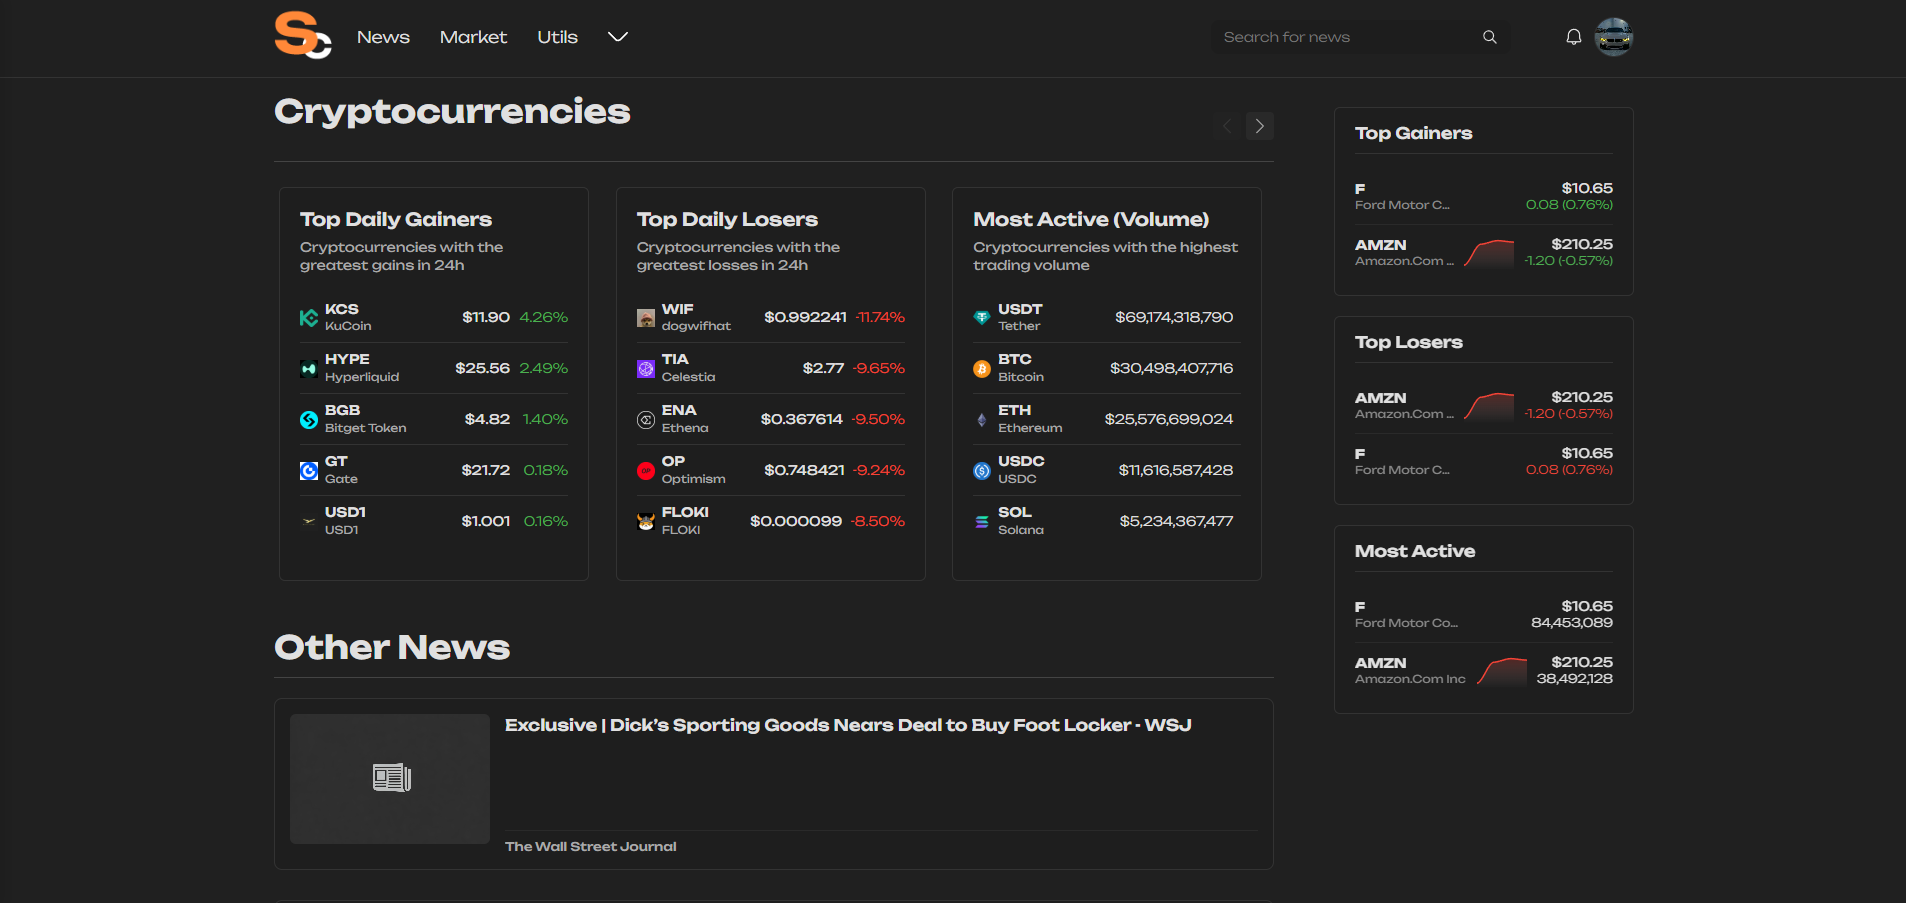 Sc
News
Market
Utils
Search for news
Cryptocurrencies
Top Daily Gainers
Cryptocurrencies with the
greatest gains in 24h
KCS
KuCoin
$11.90 4.26%
HYPE
Hyperliquid
$25.56 2.49%
BGB
Bitget Token
$4.82 1.40%
GT
Gate
$21.72 0.18%
USD1
USD1
$1.001 0.16%
Top Daily Losers
Cryptocurrencies with the
greatest losses in 24h
WIF
dogwifhat
$0.992241 -11.74%
TIA
Celestia
$2.77 -9.65%
ENA
Ethena
$0.367614 -9.50%
OP
Optimism
$0.748421 -9.24%
FLOKI
FLOKI
$0.000099 -8.50%
Most Active (Volume)
Cryptocurrencies with the highest
trading volume
USDT
Tether
$69,174,318,790
BTC
Bitcoin
$30,498,407,716
ETH
Ethereum
$25,576,699,024
USDC
USDC
$11,616,587,428
SOL
Solana
$5,234,367,477
Other News
Exclusive | Dick’s Sporting Goods Nears Deal to Buy Foot Locker - WSJ
The Wall Street Journal
Top Gainers
F
Ford Motor C...
$10.65
0.08 (0.76%)
AMZN
Amazon.Com ...
$210.25
-1.20 (-0.57%)
Top Losers
AMZN
Amazon.Com ...
$210.25
-1.20 (-0.57%)
F
Ford Motor C...
$10.65
0.08 (0.76%)
Most Active
F
Ford Motor Co...
$10.65
84,453,089
AMZN
Amazon.Com Inc
$210.25
38,492,128